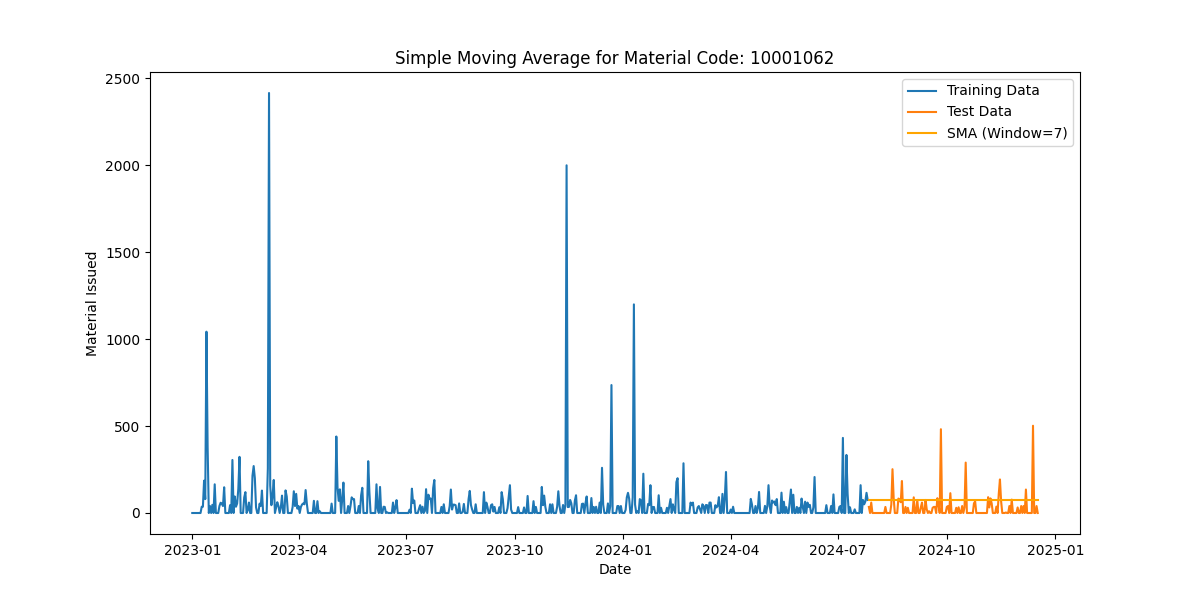 Simple Moving Average for Material Code: 10001062
2500
2000
1500
1000
500
0
Material Issued
Training Data
Test Data
SMA (Window=7)
2023-01 2023-04 2023-07 2023-10 2024-01 2024-04 2024-07 2024-10 2025-01
Date